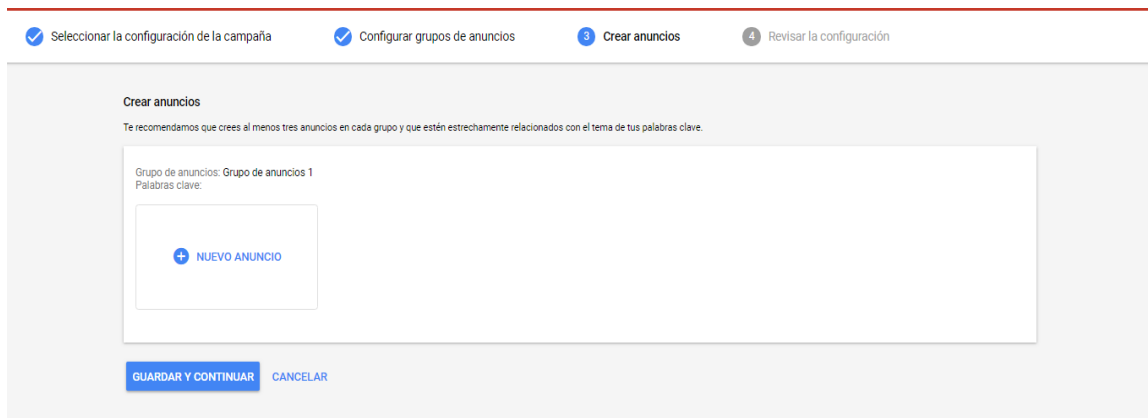 Seleccionar la configuración de la campaña
Configurar grupos de anuncios
3 Crear anuncios
4 Revisar la configuración
Crear anuncios
Te recomendamos que crees al menos tres anuncios en cada grupo y que estén estrechamente relacionados con el tema de tus palabras clave.
Grupo de anuncios: Grupo de anuncios 1
Palabras clave:
NUEVO ANUNCIO
GUARDAR Y CONTINUAR
CANCELAR